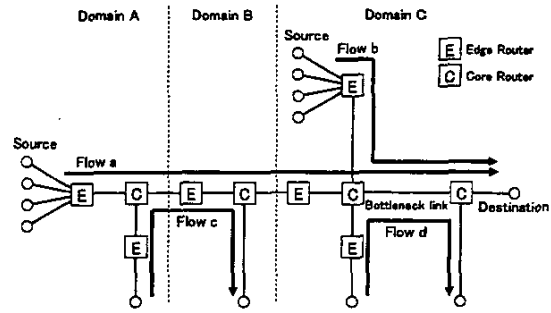 Domain A Domain B Domain C
Source Flow b E Edge Router
E C Core Router
Source
Flow a
E C E C E C C
Bottleneck link Destination
E Flow c E Flow d